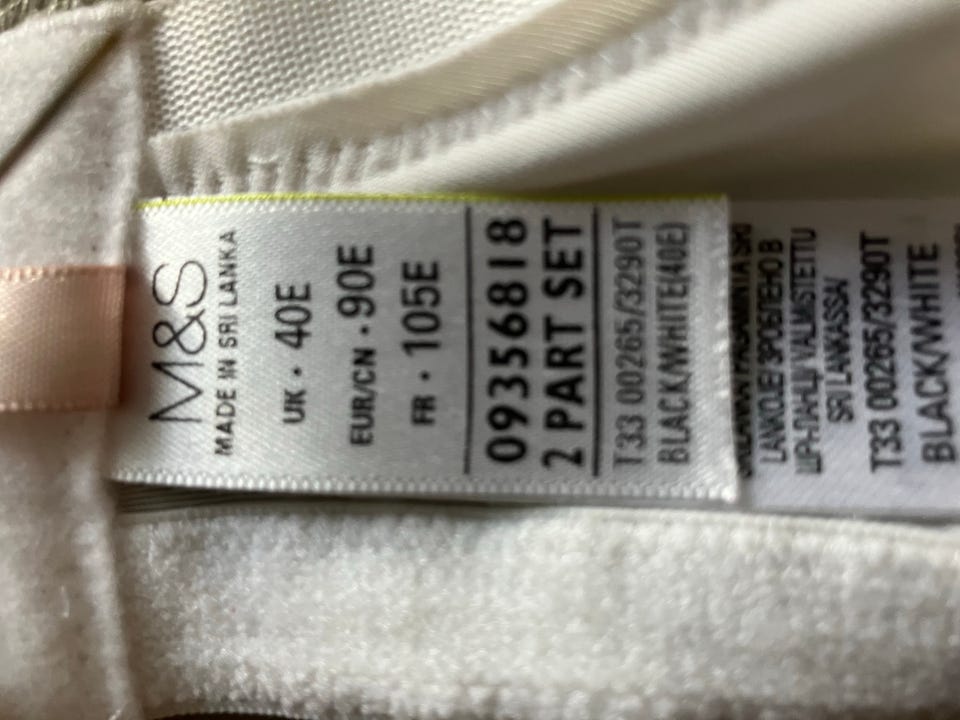 M&S
MADE IN SRI LANKA
UK • 40E
EUR/CN • 90E
FR • 105E
09356818
2 PART SET
T33 00265/3290T
BLACK/WHITE(40E)
SRI LANKASSA/
T33 00265/3290T
BLACK/WHITE